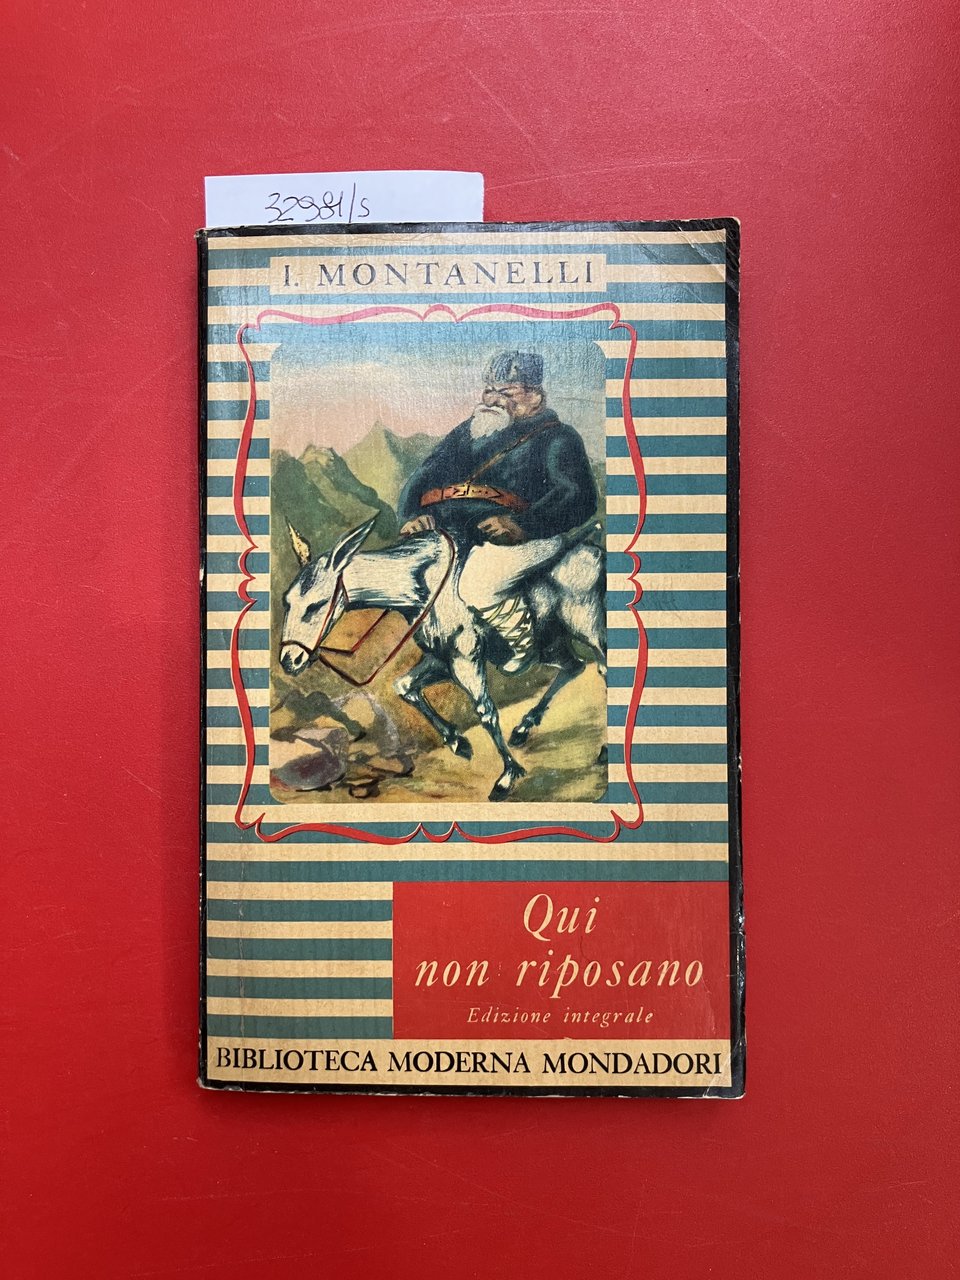 32981/s
I. MONTANELLI
Qui
non riposano
Edizione integrale
BIBLIOTECA MODERNA MONDADORI